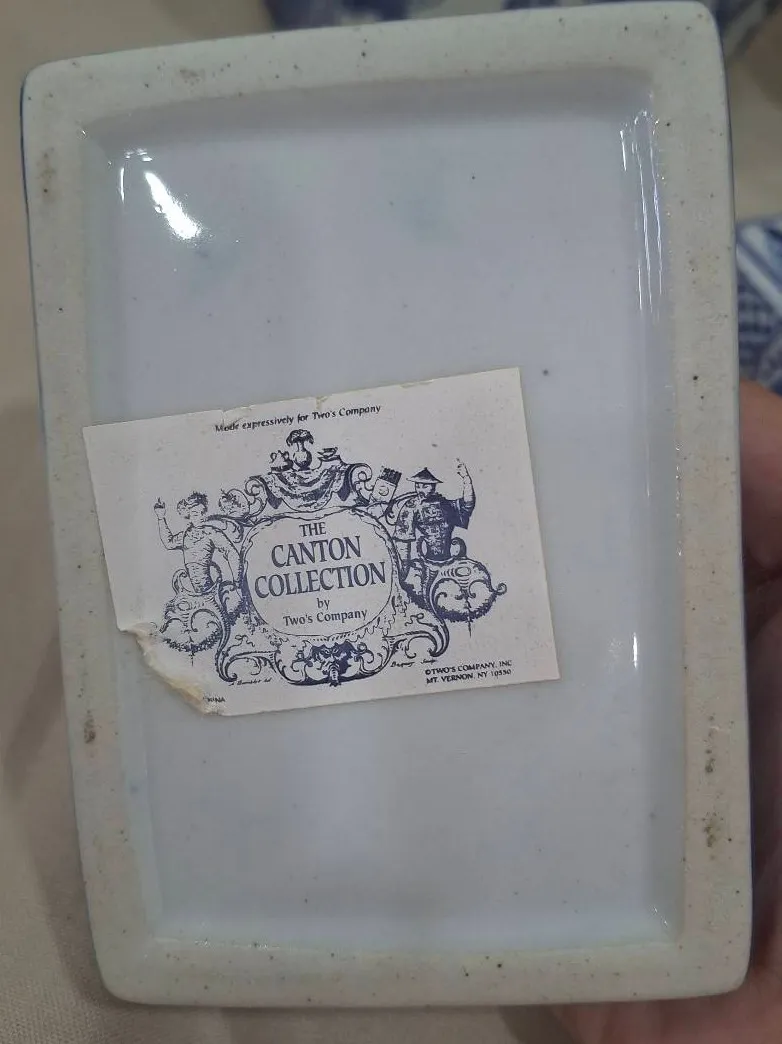 Made expressively for Two's Company
THE
CANTON
COLLECTION
by
Two's Company
©TWO'S COMPANY, INC
MT. VERNON, NY 10550